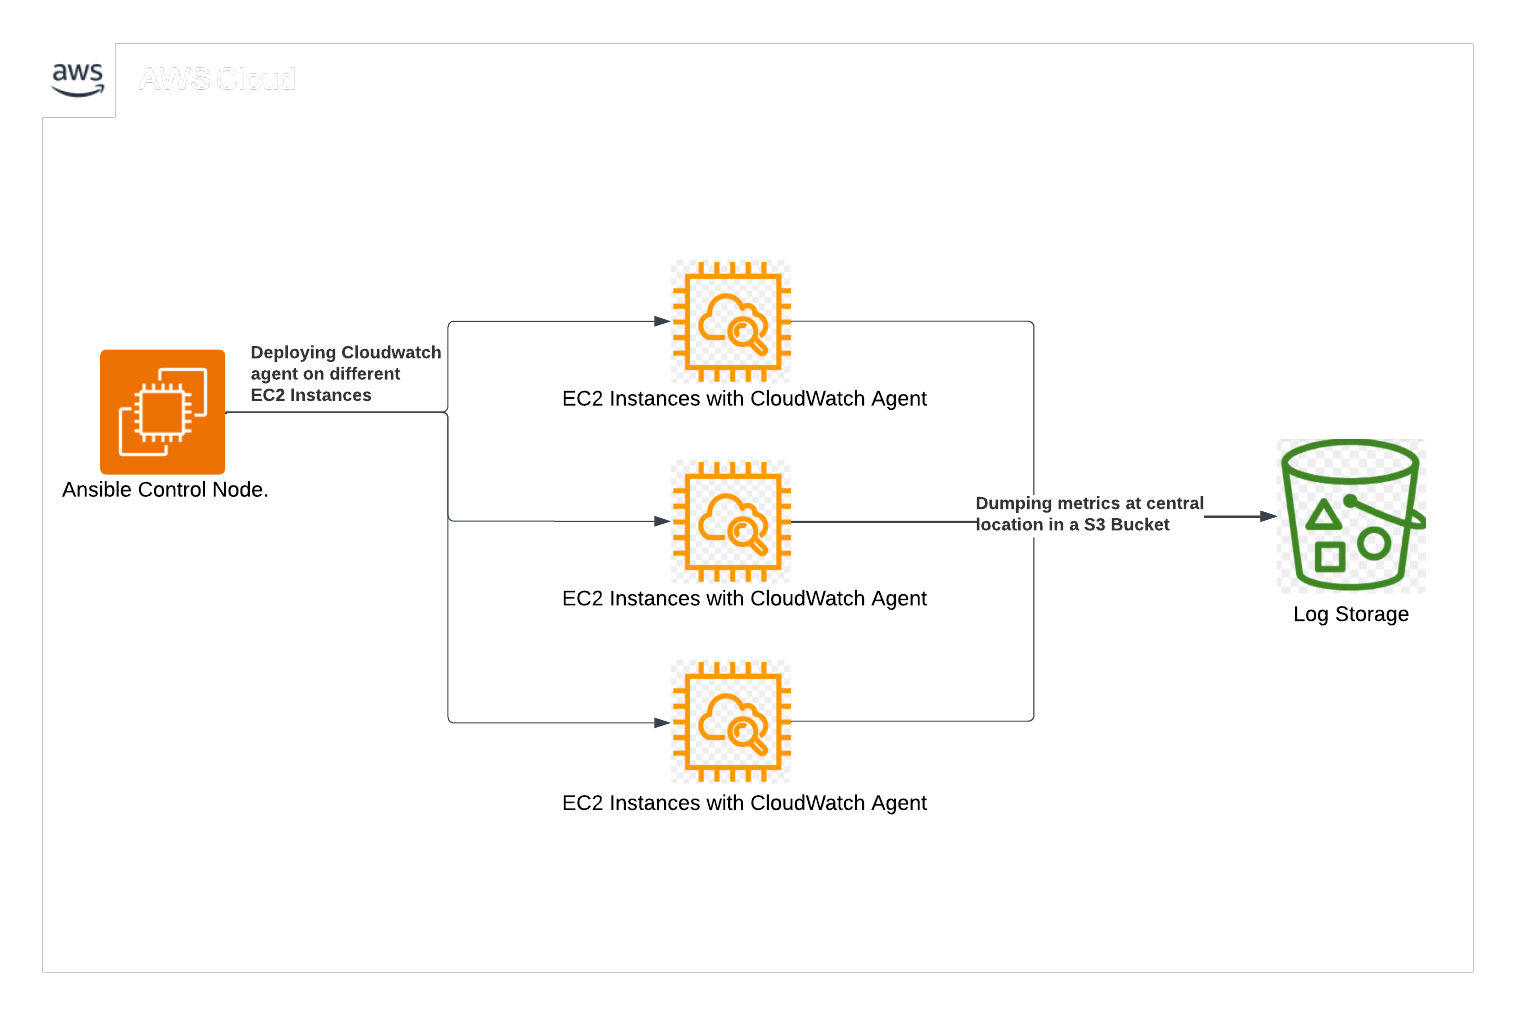 aws
AWS Cloud
Deploying Cloudwatch
agent on different
EC2 Instances
Ansible Control Node.
EC2 Instances with CloudWatch Agent
EC2 Instances with CloudWatch Agent
EC2 Instances with CloudWatch Agent
Dumping metrics at central
location in a S3 Bucket
Log Storage